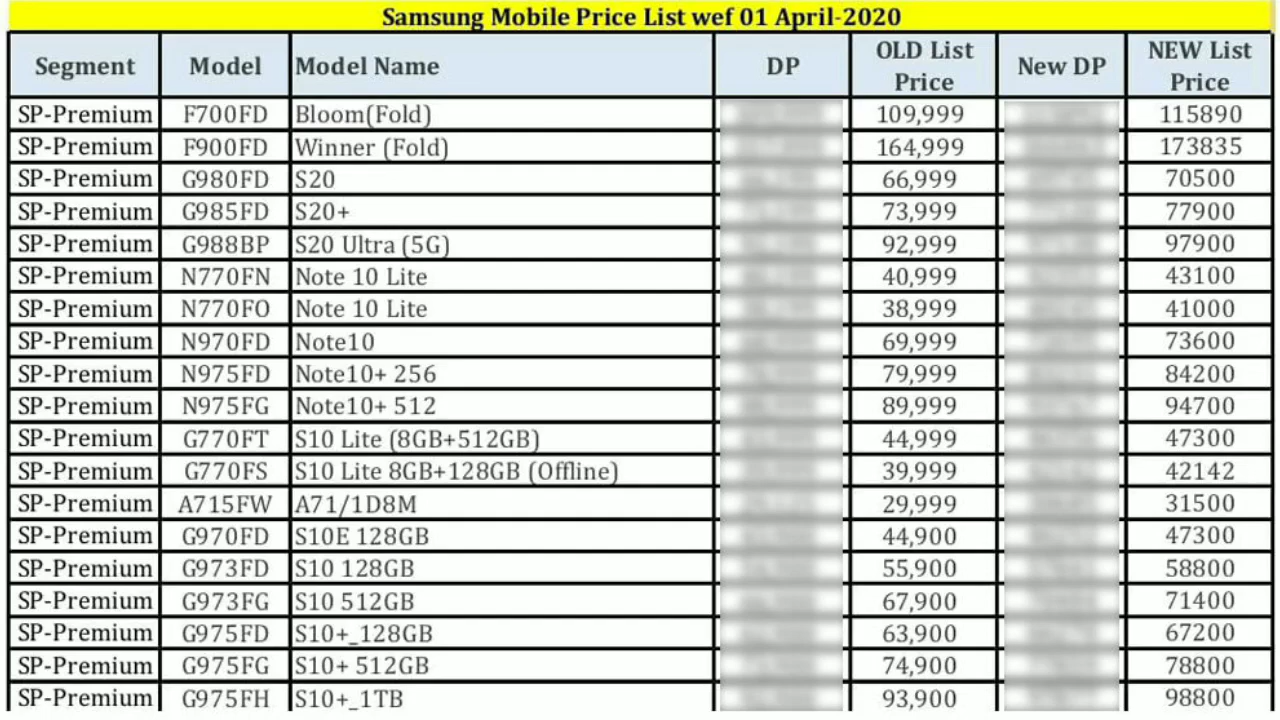 Samsung Mobile Price List wef 01 April-2020
Segment Model Model Name DP OLD List Price New DP NEW List Price
SP-Premium F700FD Bloom(Fold) 109,999 115890
SP-Premium F900FD Winner (Fold) 164,999 173835
SP-Premium G980FD S20 66,999 70500
SP-Premium G985FD S20+ 73,999 77900
SP-Premium G988BP S20 Ultra (5G) 92,999 97900
SP-Premium N770FN Note 10 Lite 40,999 43100
SP-Premium N770FO Note 10 Lite 38,999 41000
SP-Premium N970FD Note10 69,999 73600
SP-Premium N975FD Note10+ 256 79,999 84200
SP-Premium N975FG Note10+ 512 89,999 94700
SP-Premium G770FT S10 Lite (8GB+512GB) 44,999 47300
SP-Premium G770FS S10 Lite 8GB+128GB (Offline) 39,999 42142
SP-Premium A715FW A71/1D8M 29,999 31500
SP-Premium G970FD S10E 128GB 44,900 47300
SP-Premium G973FD S10 128GB 55,900 58800
SP-Premium G973FG S10 512GB 67,900 71400
SP-Premium G975FD S10+_128GB 63,900 67200
SP-Premium G975FG S10+ 512GB 74,900 78800
SP-Premium G975FH S10+_1TB 93,900 98800